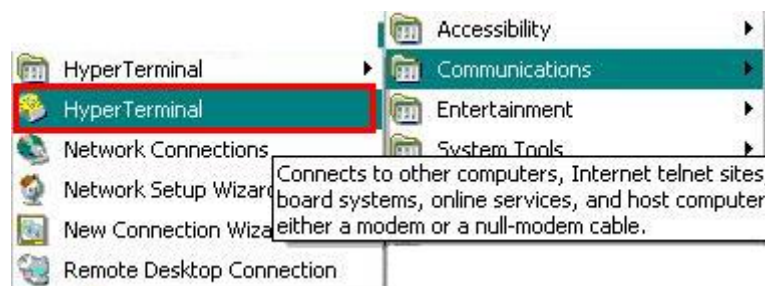 Accessibility
Communications
Entertainment
System Tools
HyperTerminal
HyperTerminal
Network Connections
Network Setup Wizard
New Connection Wiza
Remote Desktop Connection
Connects to other computers, Internet telnet sites
board systems, online services, and host computer
either a modem or a null-modem cable.